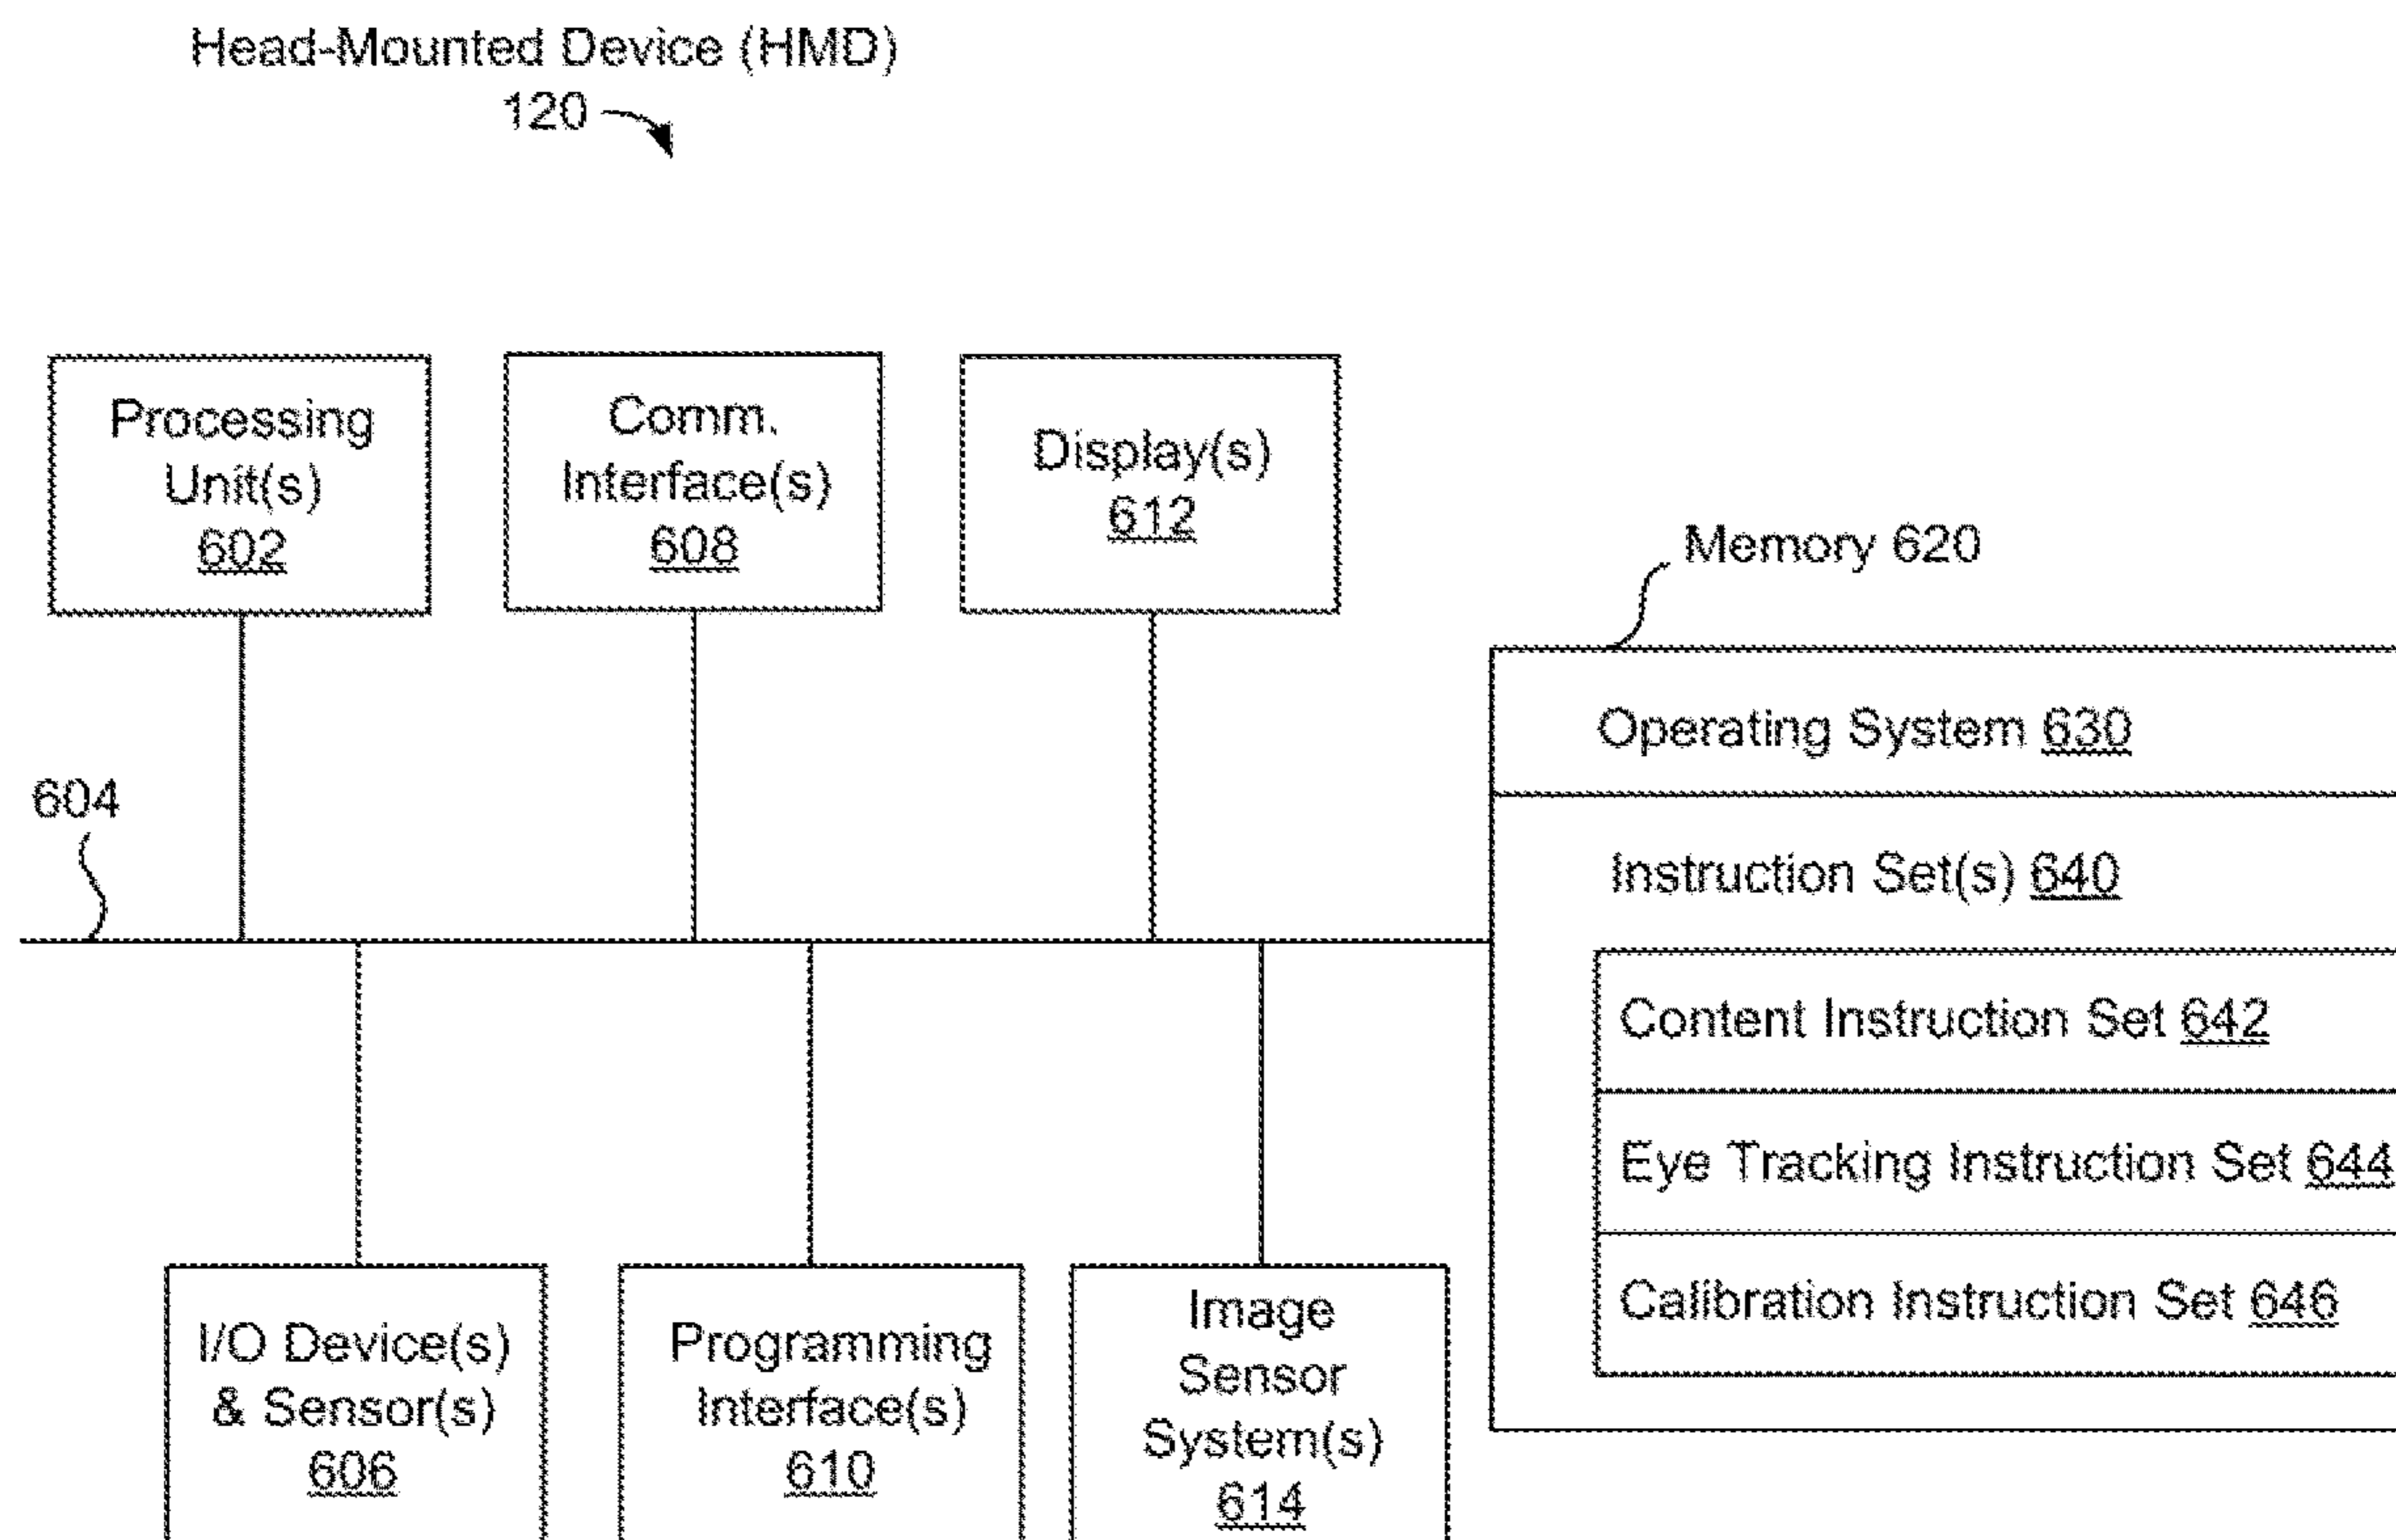 Head-Mounted Device (HMD)
120
Processing
Unit(s)
602
Comm.
Interface(s)
608
Display(s)
612
Memory 620
Operating System 630
Instruction Set(s) 640
Content Instruction Set 642
Eye Tracking Instruction Set 644
Calibration Instruction Set 646
604
I/O Device(s)
& Sensor(s)
606
Programming
Interface(s)
610
Image
Sensor
System(s)
614